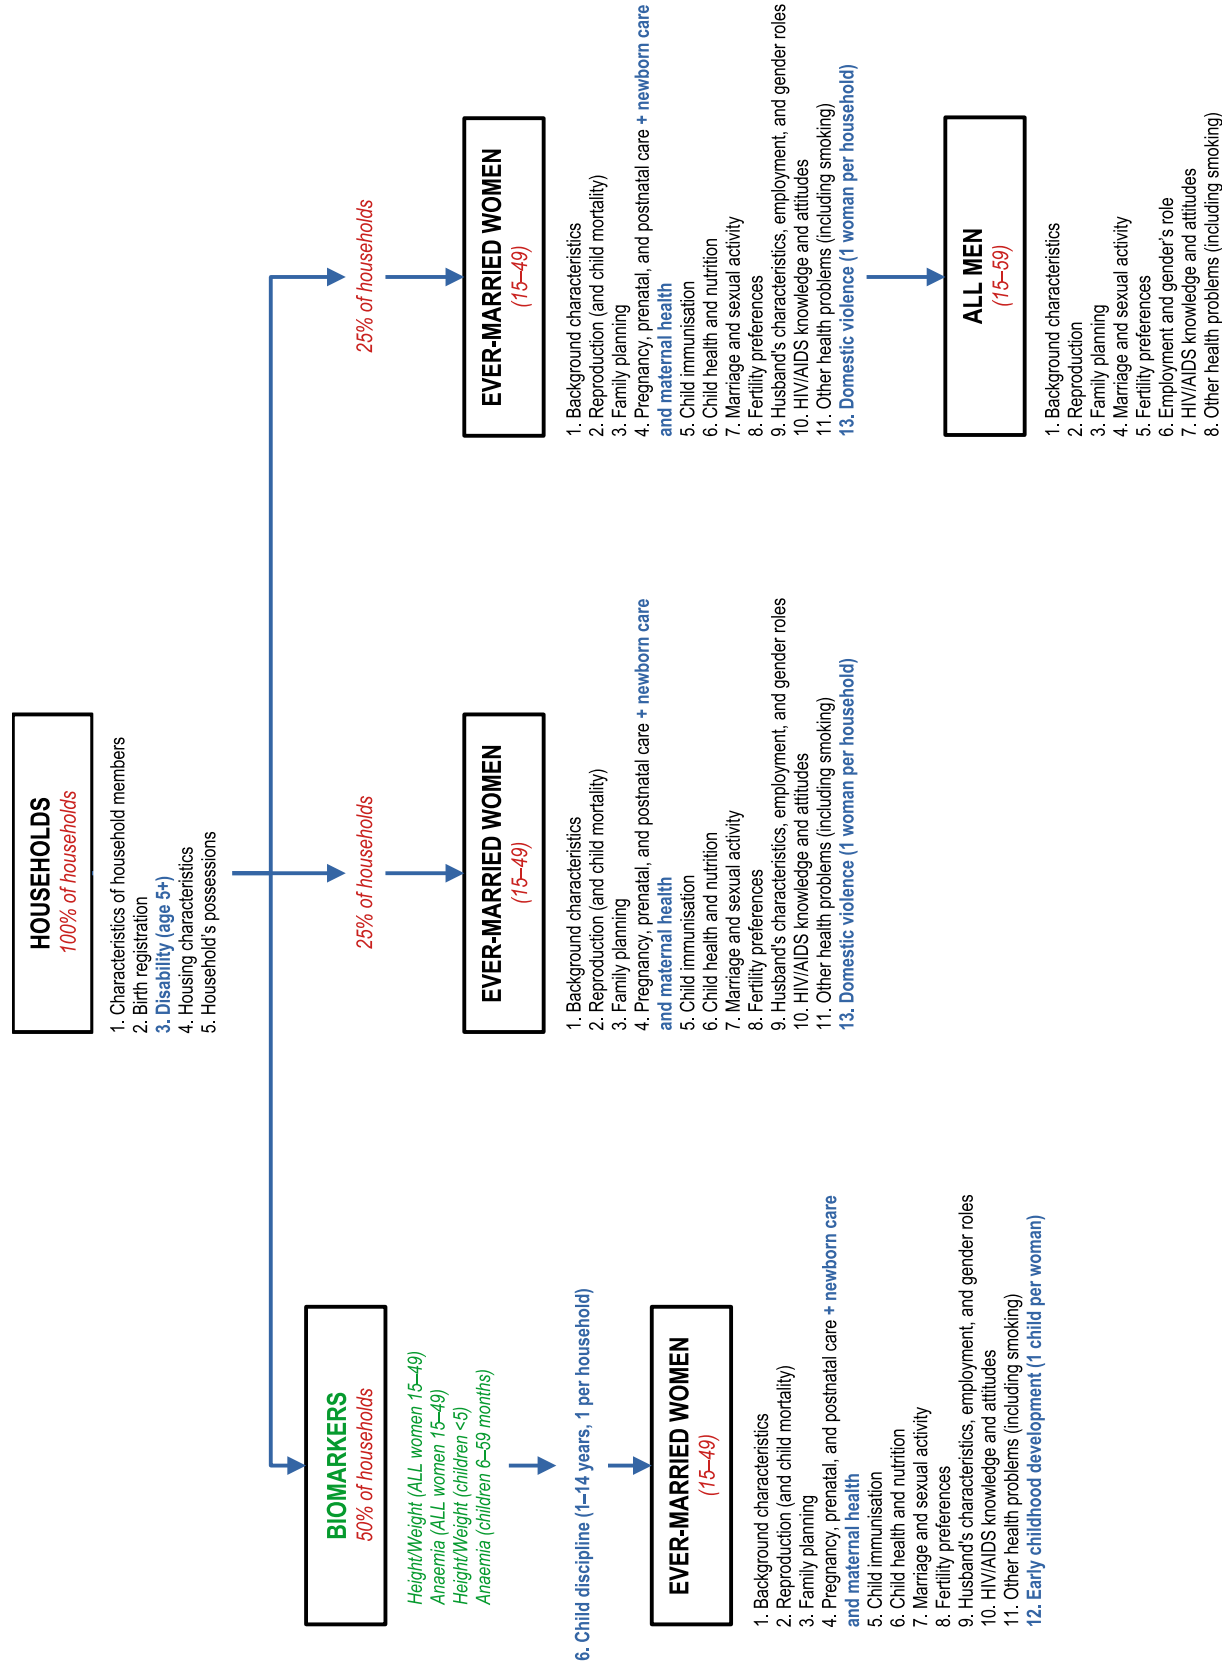 HOUSEHOLDS
100% of households
1. Characteristics of household members
2. Birth registration
3. Disability (age 5+)
4. Housing characteristics
5. Household's possessions
BIOMARKERS
50% of households
Height/Weight (ALL women 15–49)
Anaemia (ALL women 15–49)
Height/Weight (children <5)
Anaemia (children 6–59 months)
6. Child discipline (1–14 years, 1 per household)
EVER-MARRIED WOMEN
(15–49)
1. Background characteristics
2. Reproduction (and child mortality)
3. Family planning
4. Pregnancy, prenatal, and postnatal care + newborn care
and maternal health
5. Child immunisation
6. Child health and nutrition
7. Marriage and sexual activity
8. Fertility preferences
9. Husband's characteristics, employment, and gender roles
10. HIV/AIDS knowledge and attitudes
11. Other health problems (including smoking)
12. Early childhood development (1 child per woman)
25% of households
EVER-MARRIED WOMEN
(15–49)
1. Background characteristics
2. Reproduction (and child mortality)
3. Family planning
4. Pregnancy, prenatal, and postnatal care + newborn care
and maternal health
5. Child immunisation
6. Child health and nutrition
7. Marriage and sexual activity
8. Fertility preferences
9. Husband's characteristics, employment, and gender roles
10. HIV/AIDS knowledge and attitudes
11. Other health problems (including smoking)
13. Domestic violence (1 woman per household)
25% of households
EVER-MARRIED WOMEN
(15–49)
1. Background characteristics
2. Reproduction (and child mortality)
3. Family planning
4. Pregnancy, prenatal, and postnatal care + newborn care
and maternal health
5. Child immunisation
6. Child health and nutrition
7. Marriage and sexual activity
8. Fertility preferences
9. Husband's characteristics, employment, and gender roles
10. HIV/AIDS knowledge and attitudes
11. Other health problems (including smoking)
13. Domestic violence (1 woman per household)
ALL MEN
(15–59)
1. Background characteristics
2. Reproduction
3. Family planning
4. Marriage and sexual activity
5. Fertility preferences
6. Employment and gender's role
7. HIV/AIDS knowledge and attitudes
8. Other health problems (including smoking)